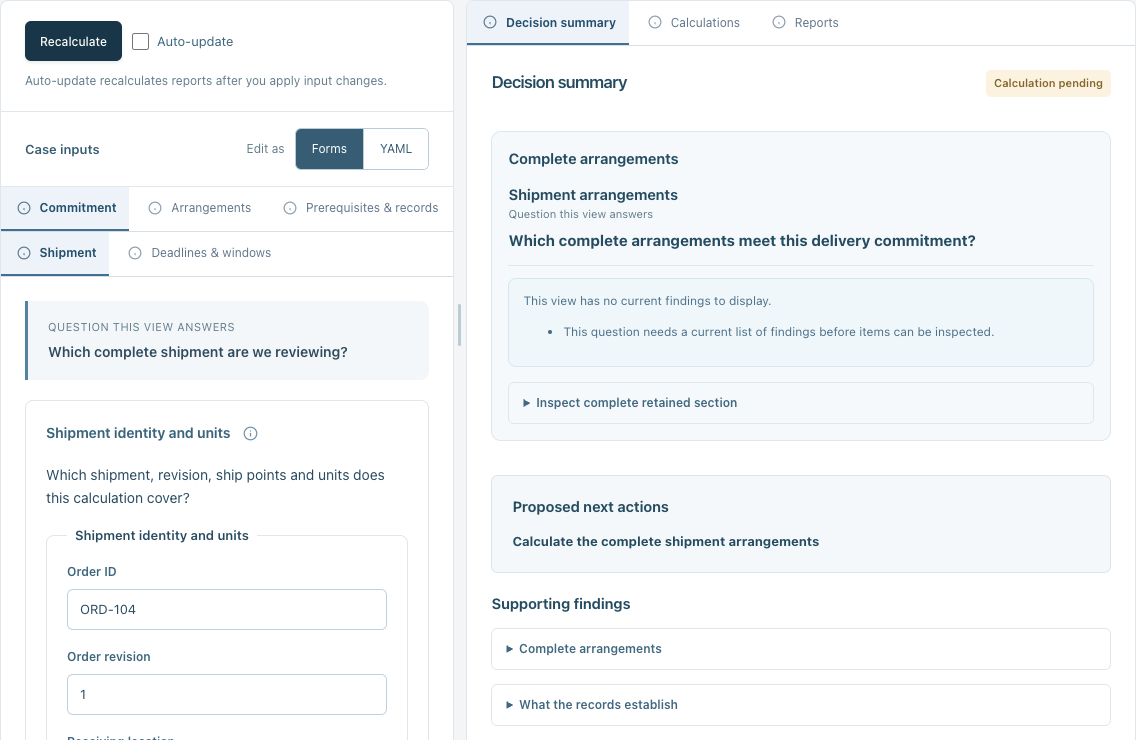 Recalculate
Auto-update
Auto-update recalculates reports after you apply input changes.
Case inputs
Edit as
Forms
YAML
Commitment
Arrangements
Prerequisites & records
Shipment
Deadlines & windows
QUESTION THIS VIEW ANSWERS
Which complete shipment are we reviewing?
Shipment identity and units
Which shipment, revision, ship points and units does
this calculation cover?
Shipment identity and units
Order ID
ORD-104
Order revision
1
Decision summary
Calculations
Reports
Decision summary
Calculation pending
Complete arrangements
Shipment arrangements
Question this view answers
Which complete arrangements meet this delivery commitment?
This view has no current findings to display.
• This question needs a current list of findings before items can be inspected.
Inspect complete retained section
Proposed next actions
Calculate the complete shipment arrangements
Supporting findings
Complete arrangements
What the records establish